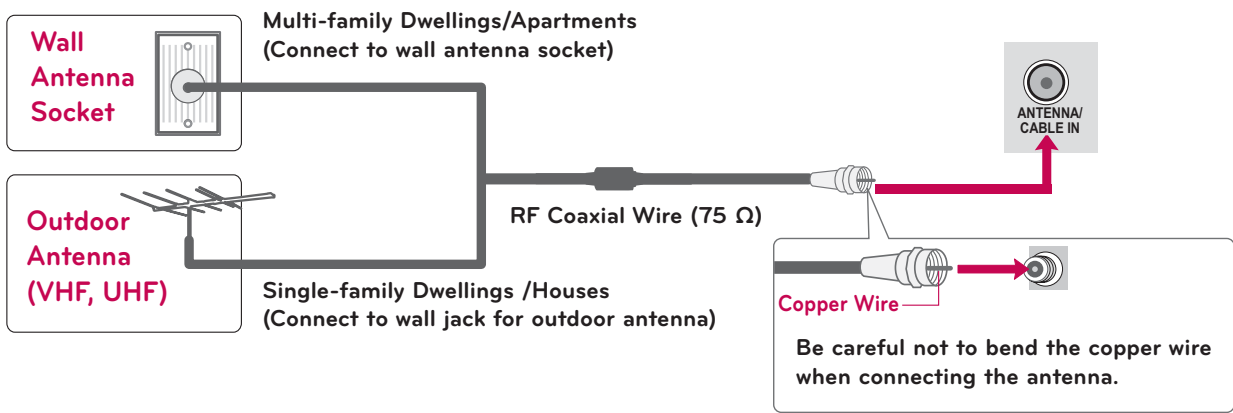 Wall
Antenna
Socket
Multi-family Dwellings/Apartments
(Connect to wall antenna socket)
ANTENNA/
CABLE IN
Outdoor
Antenna
(VHF, UHF)
RF Coaxial Wire (75 Ω)
Single-family Dwellings /Houses
(Connect to wall jack for outdoor antenna)
Copper Wire
Be careful not to bend the copper wire
when connecting the antenna.